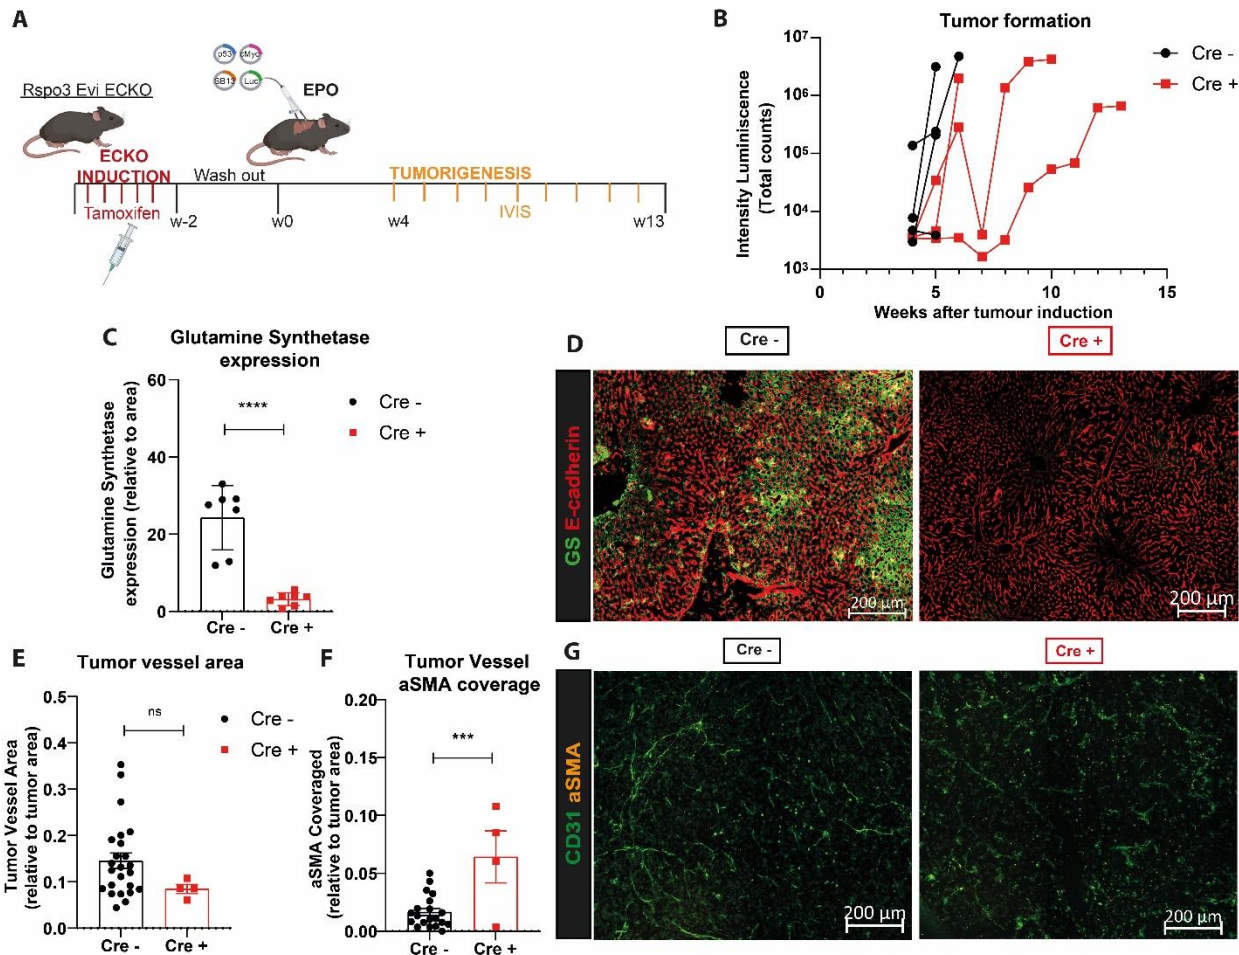 A
p53
cMyc
SB13
Luc
Rspo3 Evi ECKO
EPO
ECKO
INDUCTION
Wash out
TUMORIGENESIS
Tamoxifen
w-2
w0
w4
IVIS
w13
B
Tumor formation
Intensity Luminiscence
(Total counts)
10⁷
10⁶
10⁵
10⁴
10³
0
5
10
15
Weeks after tumour induction
Cre -
Cre +
C
Glutamine Synthetase
expression
Glutamine Synthetase
expression (relative to area)
60
40
20
0
****
Cre -
Cre +
Cre -
Cre +
D
Cre -
Cre +
GS E-cadherin
200 µm
200 µm
E
Tumor vessel area
Tumor Vessel Area
(relative to tumor area)
0.5
0.4
0.3
0.2
0.1
0.0
ns
Cre -
Cre +
Cre -
Cre +
F
Tumor Vessel
aSMA coverage
aSMA Coveraged
(relative to tumor area)
0.20
0.15
0.10
0.05
0.00
***
Cre -
Cre +
G
Cre -
Cre +
CD31 aSMA
200 µm
200 µm